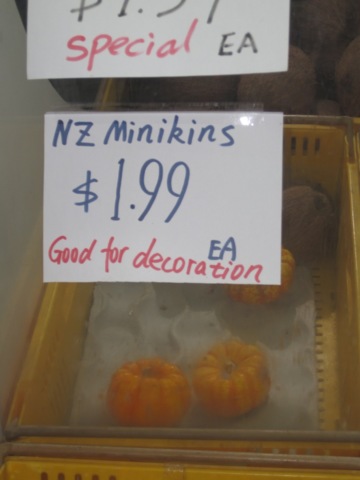 special EA
NZ Minikins
$1.99
EA
Good for decoration